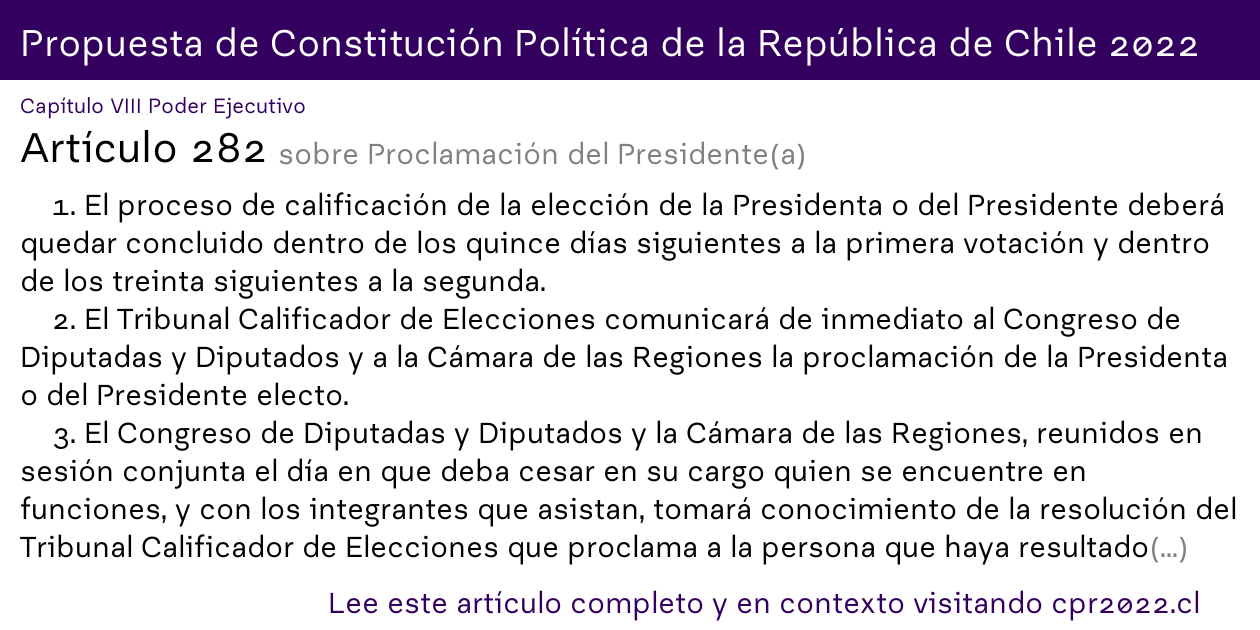 Propuesta de Constitución Política de la República de Chile 2022
Capítulo VIII Poder Ejecutivo
Artículo 282 sobre Proclamación del Presidente(a)
1. El proceso de calificación de la elección de la Presidenta o del Presidente deberá
quedar concluido dentro de los quince días siguientes a la primera votación y dentro
de los treinta siguientes a la segunda.
2. El Tribunal Calificador de Elecciones comunicará de inmediato al Congreso de
Diputadas y Diputados y a la Cámara de las Regiones la proclamación de la Presidenta
o del Presidente electo.
3. El Congreso de Diputadas y Diputados y la Cámara de las Regiones, reunidos en
sesión conjunta el día en que deba cesar en su cargo quien se encuentre en
funciones, y con los integrantes que asistan, tomará conocimiento de la resolución del
Tribunal Calificador de Elecciones que proclama a la persona que haya resultado(...)
Lee este artículo completo y en contexto visitando cpr2022.cl